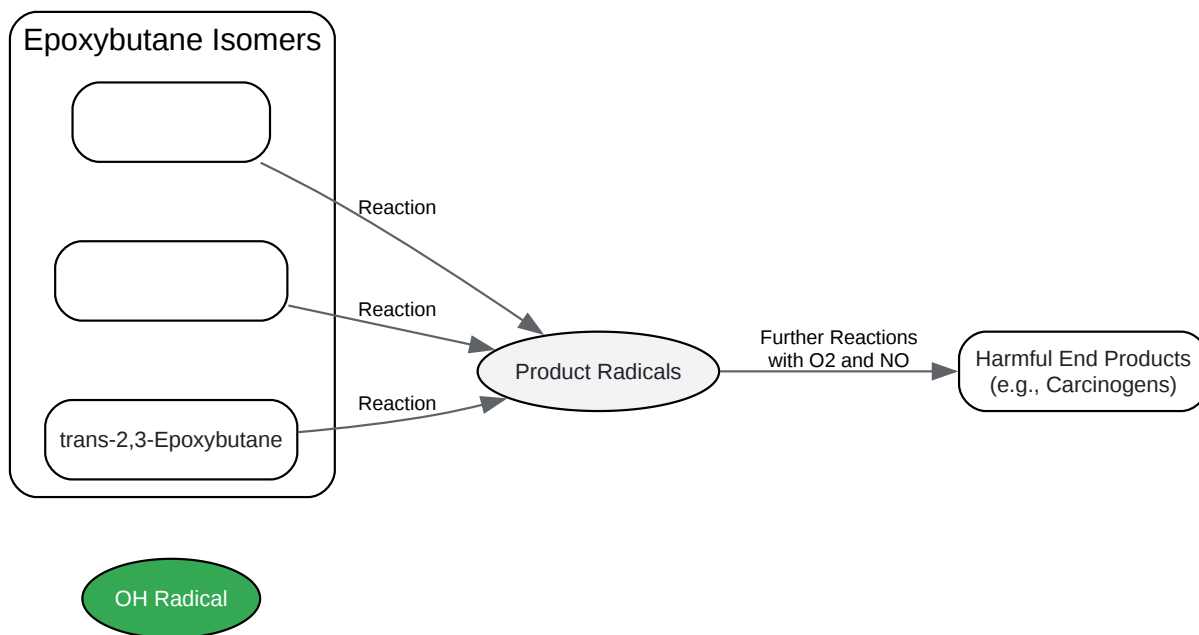 Epoxybutane Isomers
Reaction
Reaction
Reaction
trans-2,3-Epoxybutane
Product Radicals
Further Reactions
with O2 and NO
Harmful End Products
(e.g., Carcinogens)
OH Radical